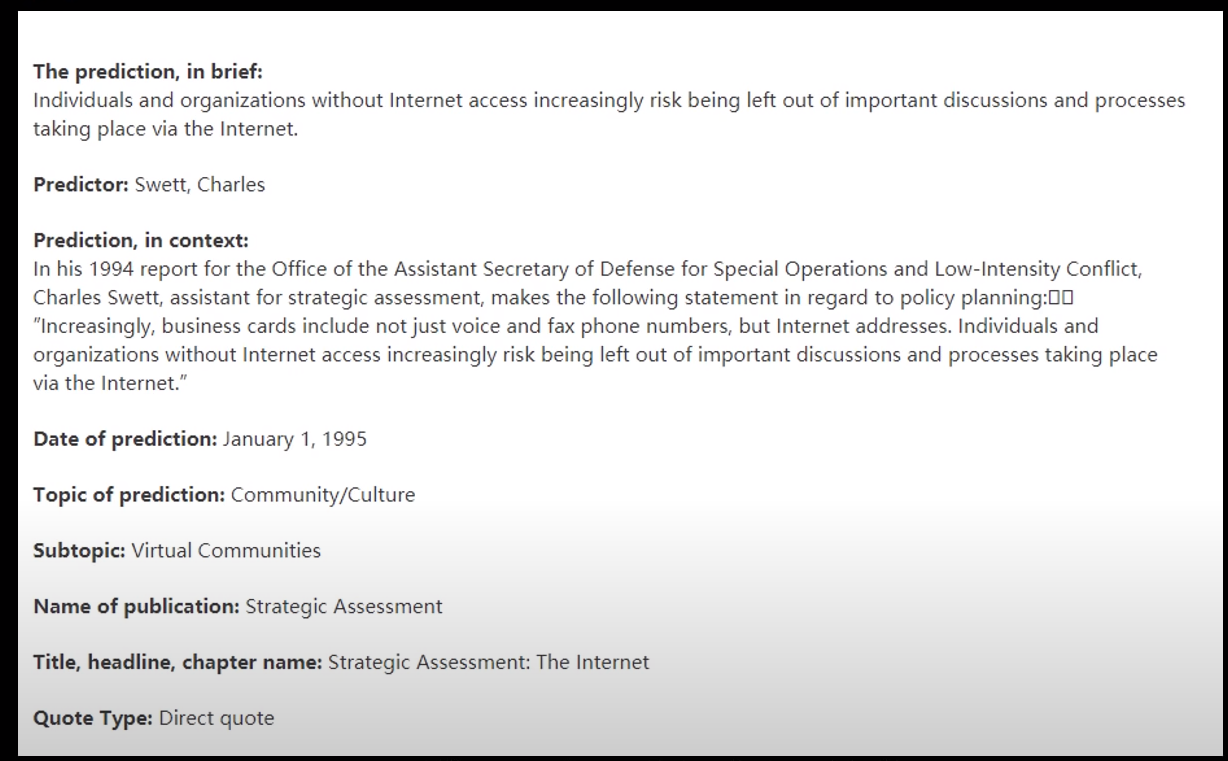 The prediction, in brief:
Individuals and organizations without Internet access increasingly risk being left out of important discussions and processes
taking place via the Internet.
Predictor: Swett, Charles
Prediction, in context:
In his 1994 report for the Office of the Assistant Secretary of Defense for Special Operations and Low-Intensity Conflict,
Charles Swett, assistant for strategic assessment, makes the following statement in regard to policy planning:▯▯
"Increasingly, business cards include not just voice and fax phone numbers, but Internet addresses. Individuals and
organizations without Internet access increasingly risk being left out of important discussions and processes taking place
via the Internet."
Date of prediction: January 1, 1995
Topic of prediction: Community/Culture
Subtopic: Virtual Communities
Name of publication: Strategic Assessment
Title, headline, chapter name: Strategic Assessment: The Internet
Quote Type: Direct quote